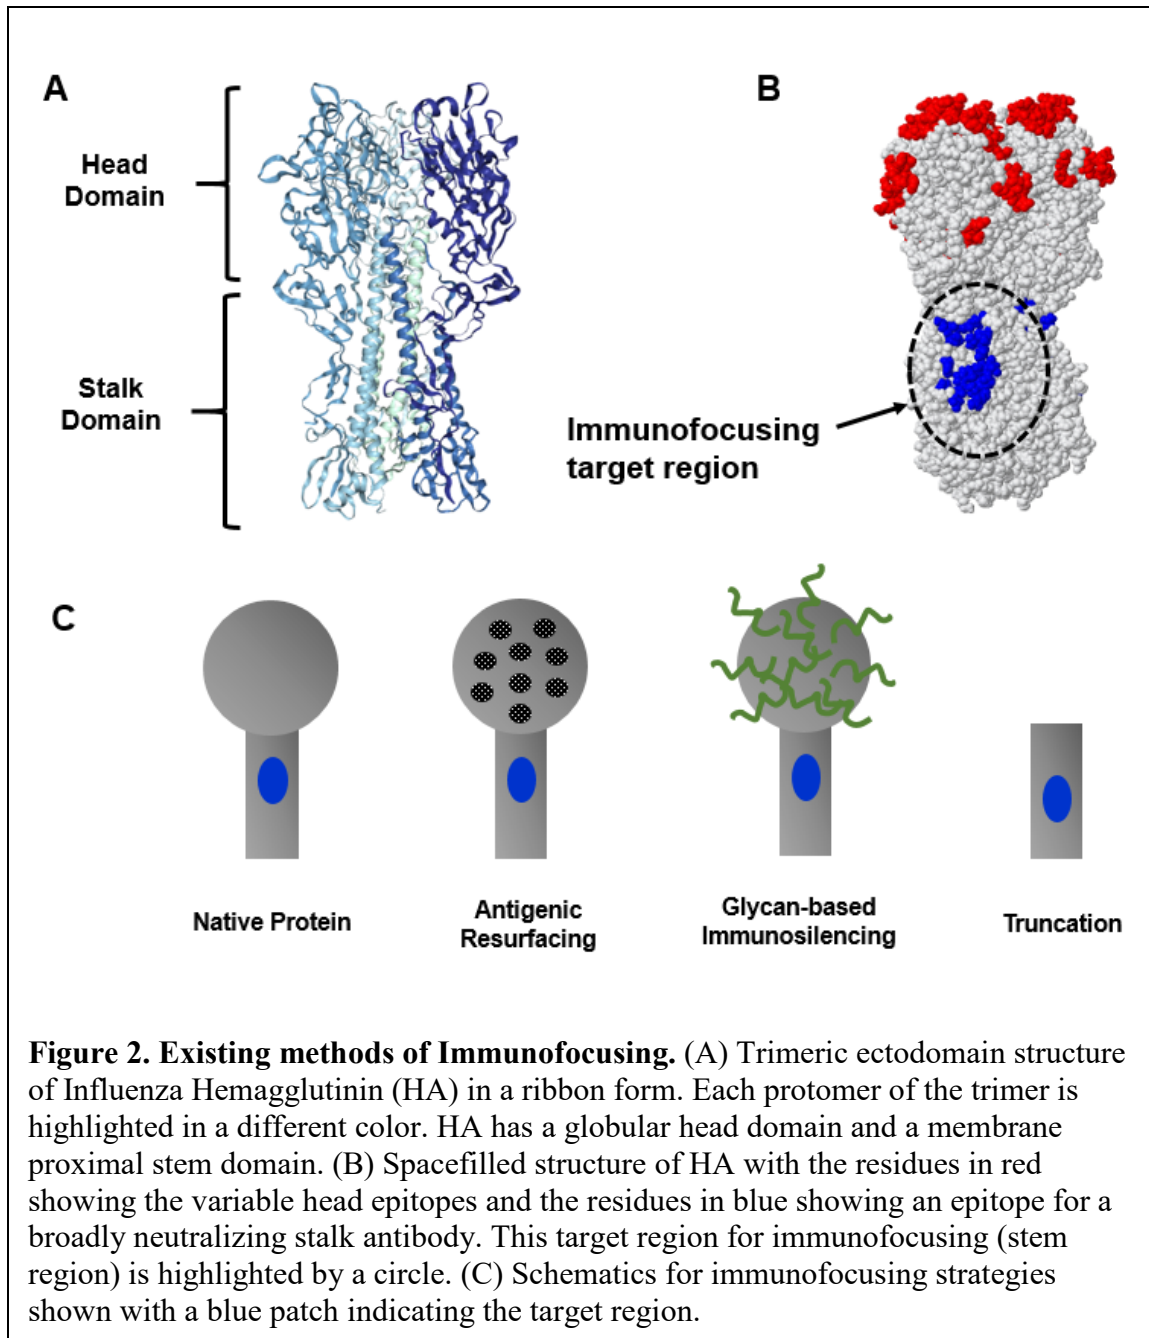 A
Head
Domain
Stalk
Domain
B
Immunofocusing
target region
C
Native Protein
Antigenic
Resurfacing
Glycan-based
Immunosilencing
Truncation
Figure 2. Existing methods of Immunofocusing. (A) Trimeric ectodomain structure
of Influenza Hemagglutinin (HA) in a ribbon form. Each protomer of the trimer is
highlighted in a different color. HA has a globular head domain and a membrane
proximal stem domain. (B) Spacefilled structure of HA with the residues in red
showing the variable head epitopes and the residues in blue showing an epitope for a
broadly neutralizing stalk antibody. This target region for immunofocusing (stem
region) is highlighted by a circle. (C) Schematics for immunofocusing strategies
shown with a blue patch indicating the target region.